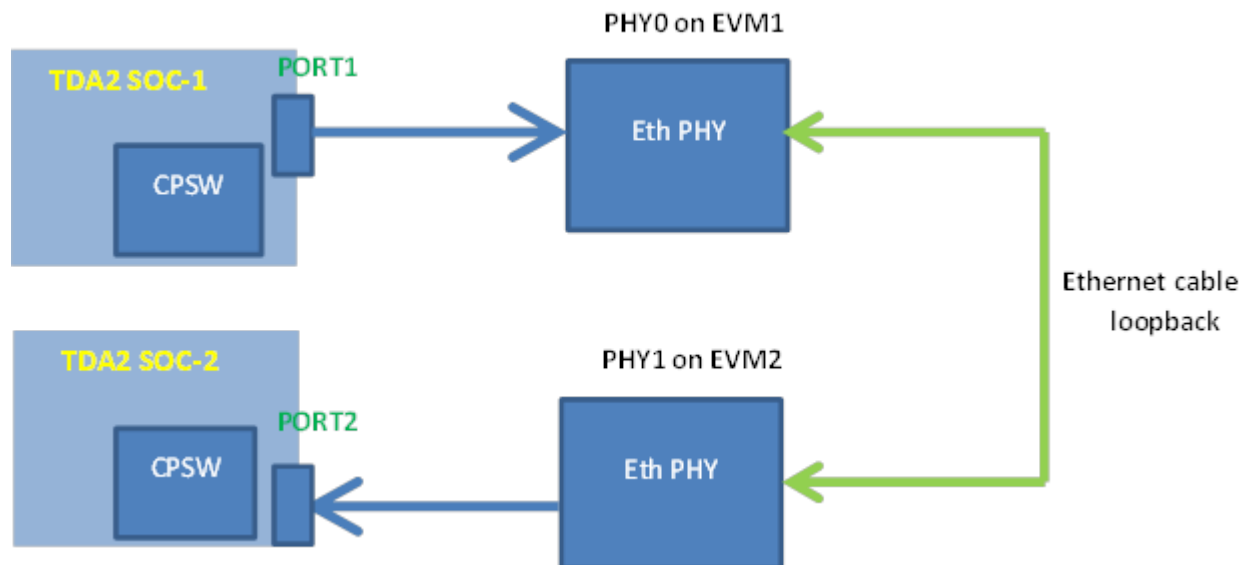 PHY0 on EVM1
TDA2 SOC-1
PORT1
Eth PHY
CPSW
Ethernet cable
loopback
PHY1 on EVM2
TDA2 SOC-2
PORT2
CPSW
Eth PHY